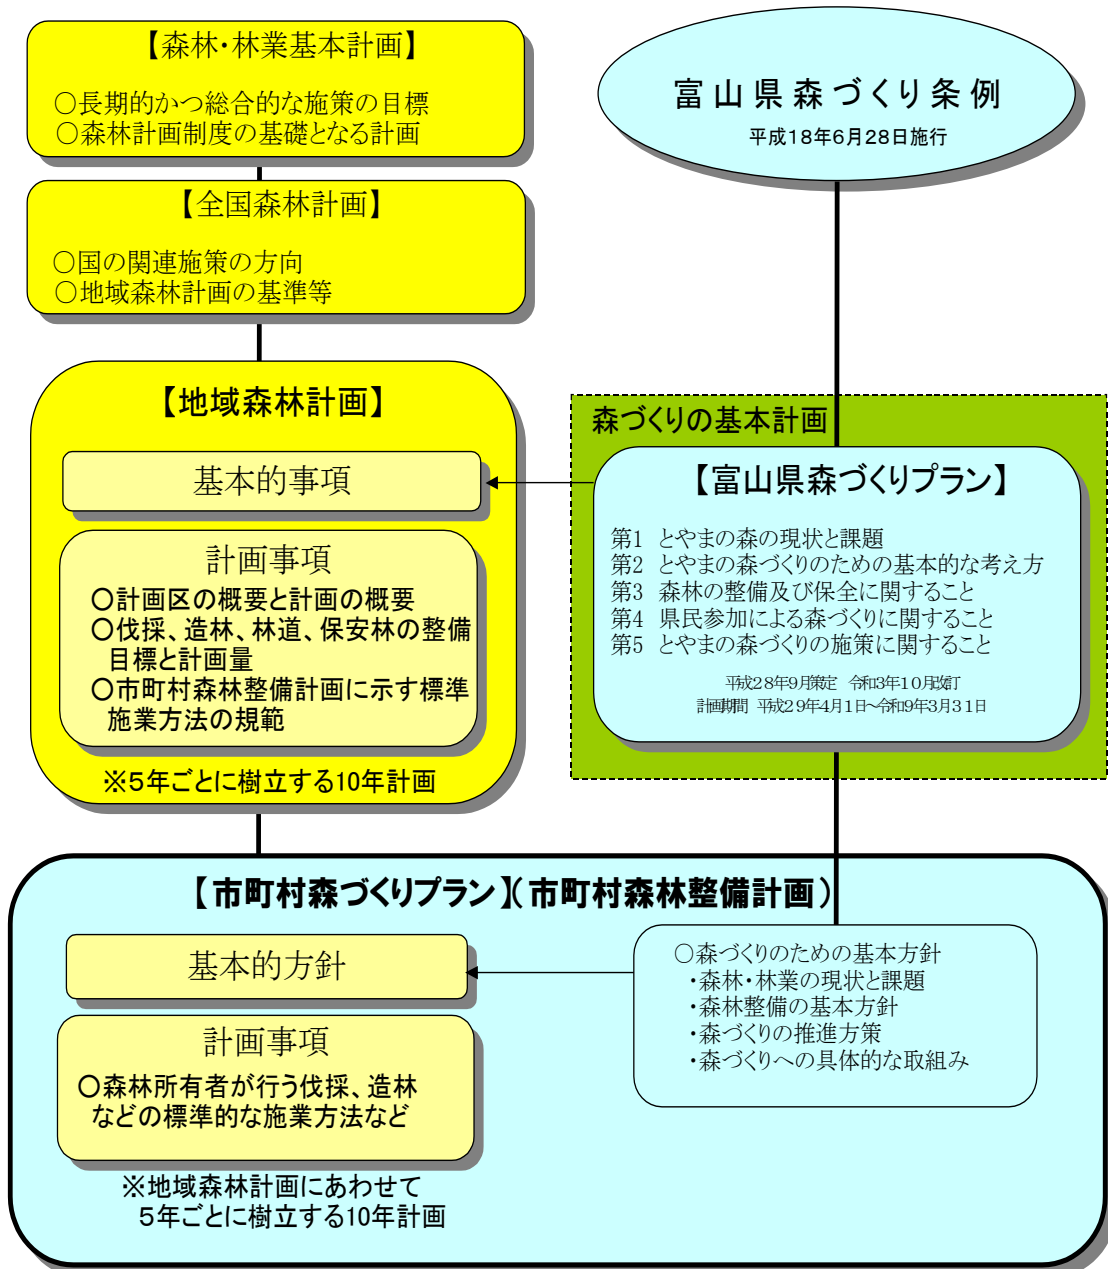 【森林・林業基本計画】
○長期的かつ総合的な施策の目標
○森林計画制度の基礎となる計画
富山県森づくり条例
平成18年6月28日施行
【全国森林計画】
○国の関連施策の方向
○地域森林計画の基準等
【地域森林計画】
基本的事項
計画事項
○計画区の概要と計画の概要
○伐採、造林、林道、保安林の整備
目標と計画量
○市町村森林整備計画に示す標準
施業方法の規範
※5年ごとに樹立する10年計画
森づくりの基本計画
【富山県森づくりプラン】
第1 とやまの森の現状と課題
第2 とやまの森づくりのための基本的な考え方
第3 森林の整備及び保全に関すること
第4 県民参加による森づくりに関すること
第5 とやまの森づくりの施策に関すること
平成28年9月策定 令和3年10月改訂
計画期間 平成29年4月1日~令和9年3月31日
【市町村森づくりプラン】(市町村森林整備計画)
基本的方針
計画事項
○森林所有者が行う伐採、造林
などの標準的な施業方法など
※地域森林計画にあわせて
5年ごとに樹立する10年計画
○森づくりのための基本方針
・森林・林業の現状と課題
・森林整備の基本方針
・森づくりの推進方策
・森づくりへの具体的な取組み